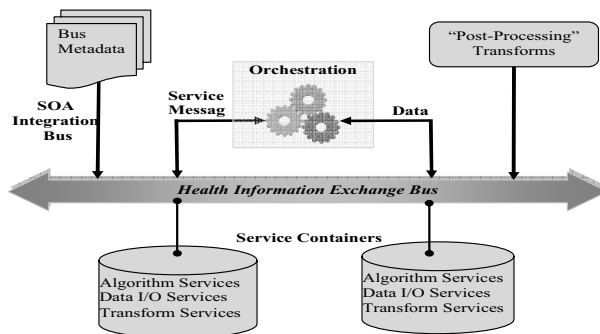 Bus
Metadata
"Post-Processing"
Transforms
Orchestration
SOA
Integration
Bus
Service
Messag
Data
Health Information Exchange Bus
Service Containers
Algorithm Services
Data I/O Services
Transform Services
Algorithm Services
Data I/O Services
Transform Services